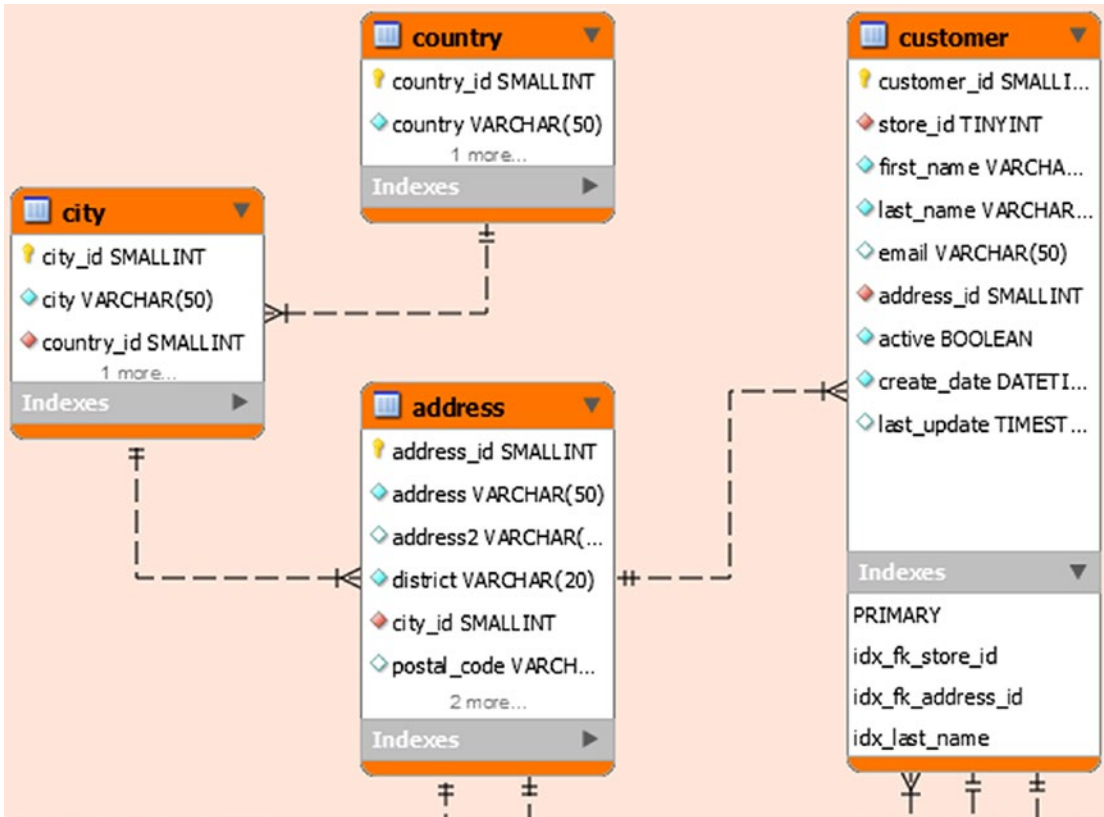 country
country_id SMALLINT
country VARCHAR(50)
1 more...
Indexes
customer
customer_id SMALLI...
store_id TINYINT
first_name VARCHA...
last_name VARCHAR...
email VARCHAR(50)
address_id SMALLINT
active BOOLEAN
create_date DATETI...
last_update TIMEST...
Indexes
PRIMARY
idx_fk_store_id
idx_fk_address_id
idx_last_name
city
city_id SMALLINT
city VARCHAR(50)
country_id SMALLINT
1 more...
Indexes
address
address_id SMALLINT
address VARCHAR(50)
address2 VARCHAR(...
district VARCHAR(20)
city_id SMALLINT
postal_code VARCH...
2 more...
Indexes